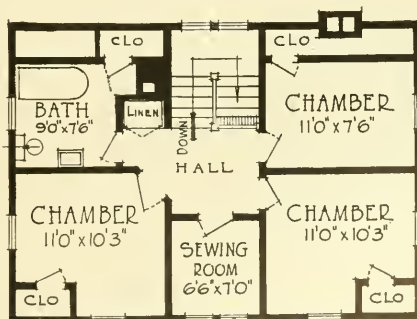 CLO
CLO
BATH
9'0"x7'6"
LINEN
DOWN
HALL
CHAMBER
11'0"x7'6"
CHAMBER
11'0"x10'3"
SEWING
ROOM
6'6"x7'0"
CHAMBER
11'0"x10'3"
CLO
CLO